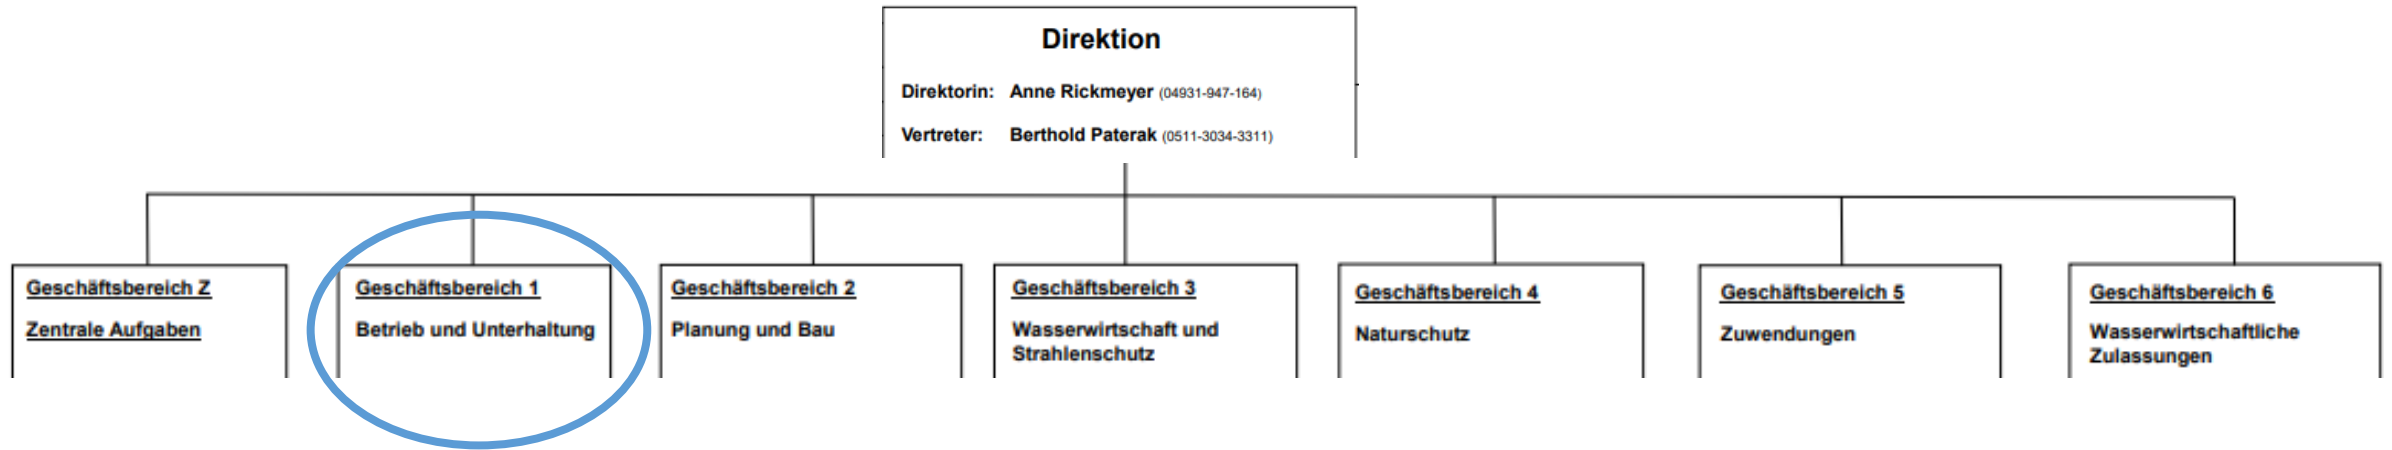 Direktion
Direktorin: Anne Rickmeyer (04931-947-164)
Vertreter: Berthold Paterak (0511-3034-3311)
Geschäftsbereich Z
Zentrale Aufgaben
Geschäftsbereich 1
Betrieb und Unterhaltung
Geschäftsbereich 2
Planung und Bau
Geschäftsbereich 3
Wasserwirtschaft und
Strahlenschutz
Geschäftsbereich 4
Naturschutz
Geschäftsbereich 5
Zuwendungen
Geschäftsbereich 6
Wasserwirtschaftliche
Zulassungen